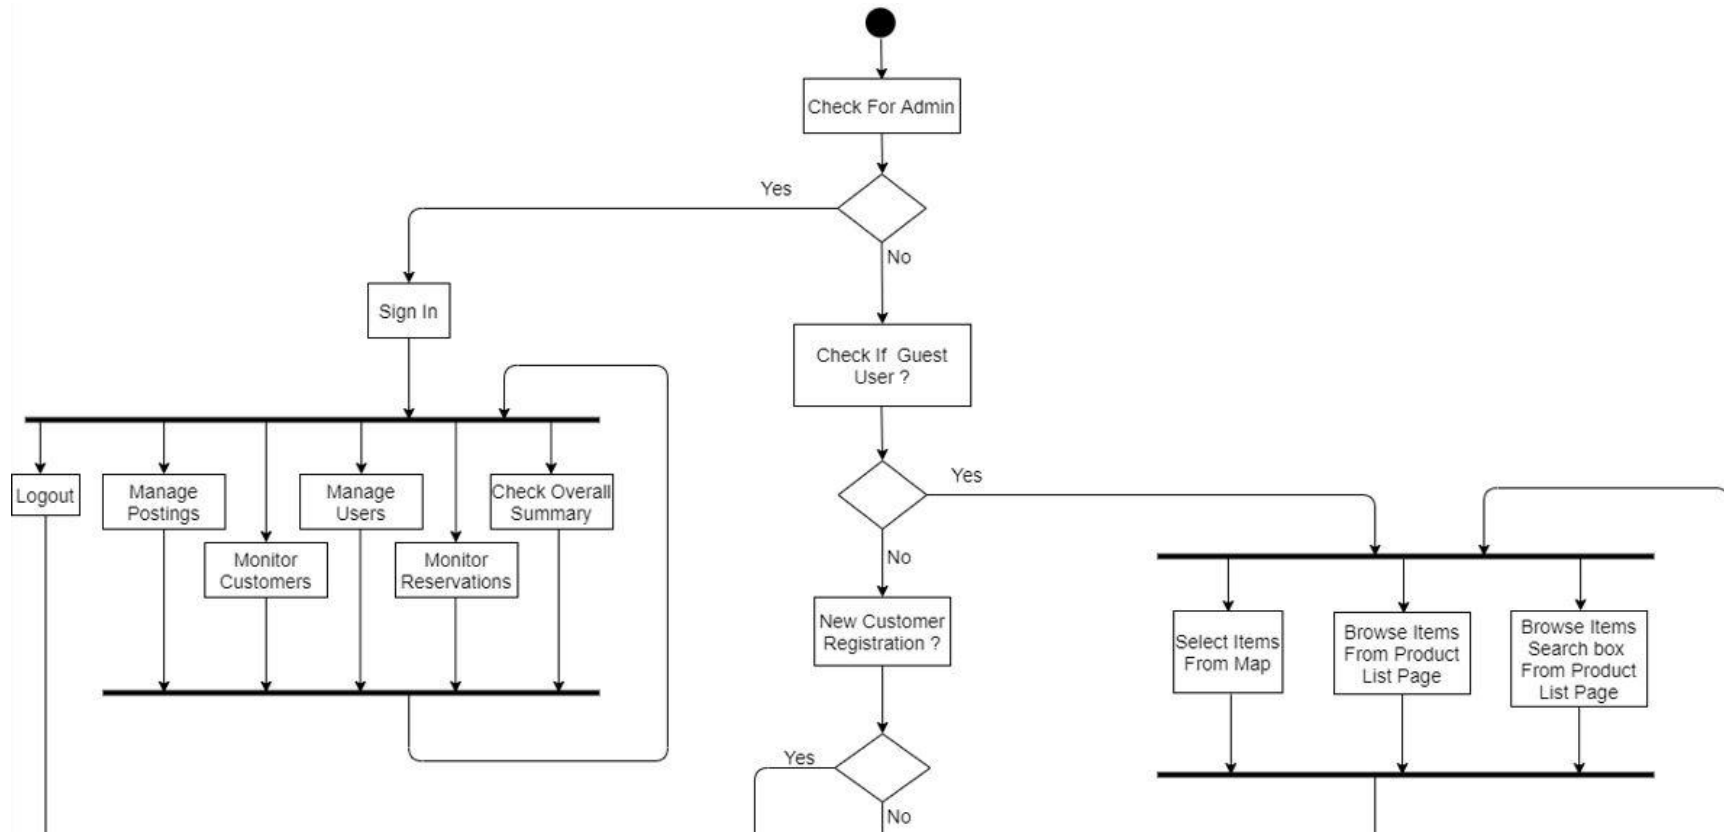 Check For Admin
Yes
No
Sign In
Check If  Guest
User ?
Yes
Logout
Manage
Postings
Manage
Users
Check Overall
Summary
Monitor
Customers
Monitor
Reservations
No
New Customer
Registration ?
Select Items
From Map
Browse Items
From Product
List Page
Browse Items
Search box
From Product
List Page
Yes
No